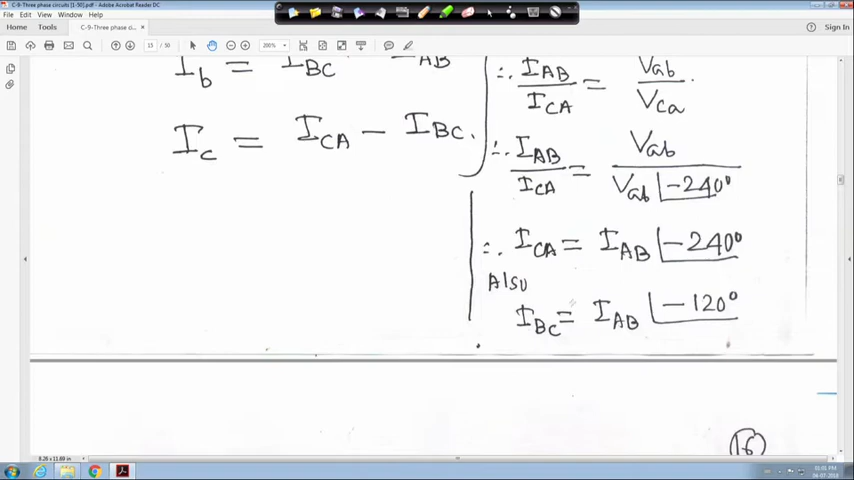 C-9-Three phase circuits [1-50].pdf - Adobe Acrobat Reader DC
File Edit View Window Help
Home Tools C-9-Three phase ci... ×
Sign In
15 / 50 200%
I_b = I_BC - I_AB
I_c = I_CA - I_BC.
∴ I_AB/I_CA = V_ab/V_ca.
∴ I_AB/I_CA = V_ab/V_ab∠-240°
∴ I_CA = I_AB ∠-240°
Also
I_BC = I_AB ∠-120°
16
8.26 x 11.69 in